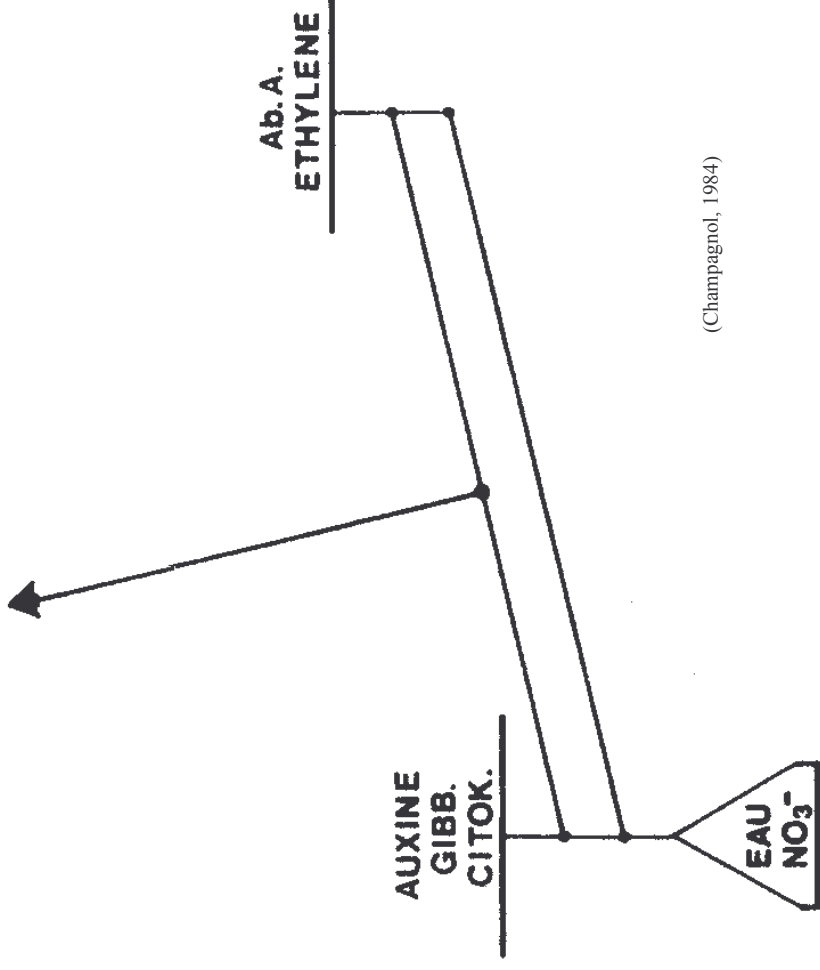 Ab. A.
ETHYLENE
AUXINE
GIBB.
CITOK.
EAU
NO₃⁻
(Champagnol, 1984)